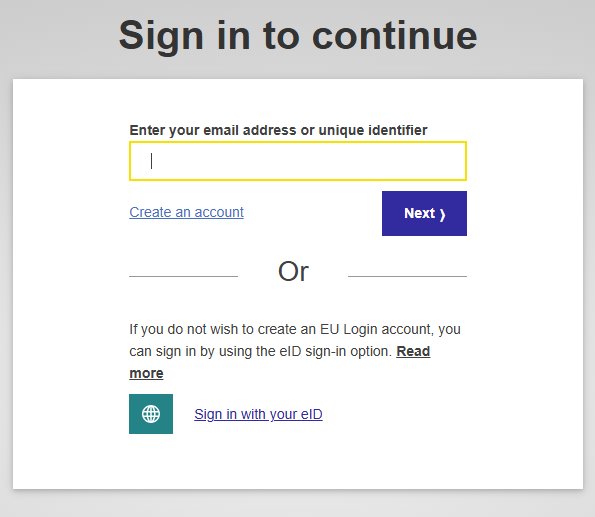 Sign in to continue
Enter your email address or unique identifier
Create an account
Next ❭
Or
If you do not wish to create an EU Login account, you
can sign in by using the eID sign-in option. Read
more
Sign in with your eID